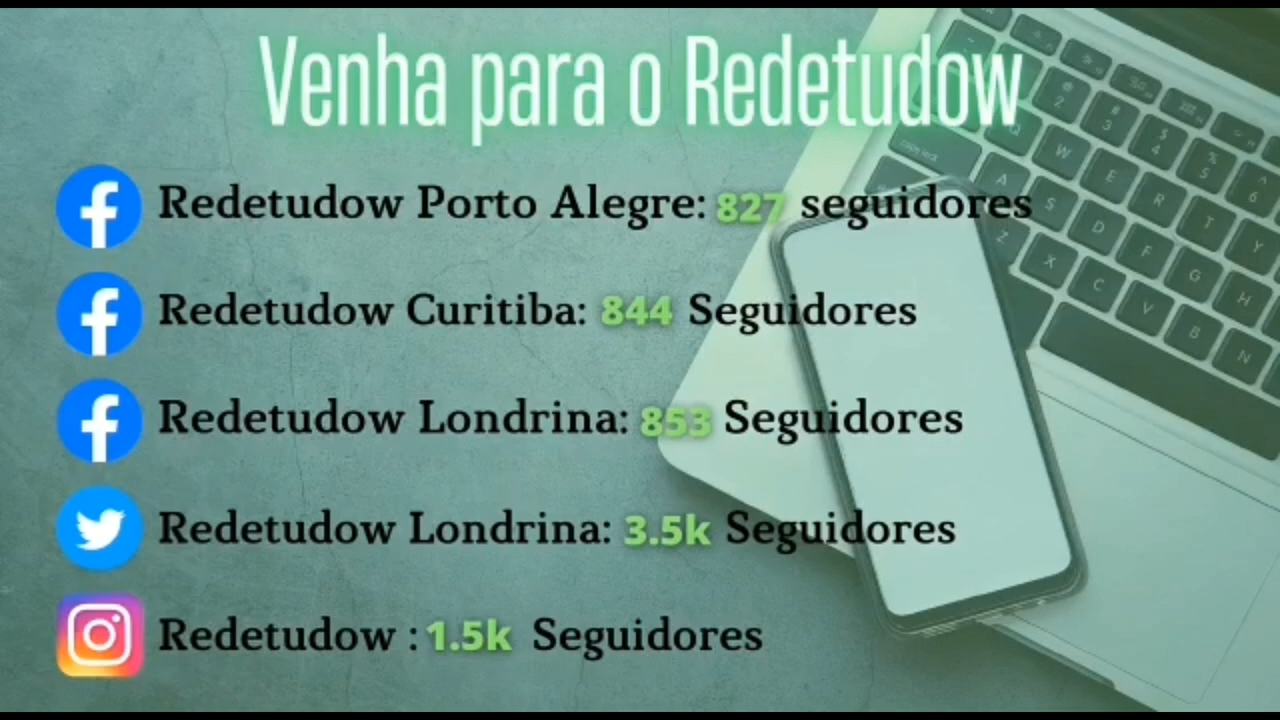 Venha para o Redetudow
Redetudow Porto Alegre: 827 seguidores
Redetudow Curitiba: 844 Seguidores
Redetudow Londrina: 853 Seguidores
Redetudow Londrina: 3.5k Seguidores
Redetudow : 1.5k Seguidores